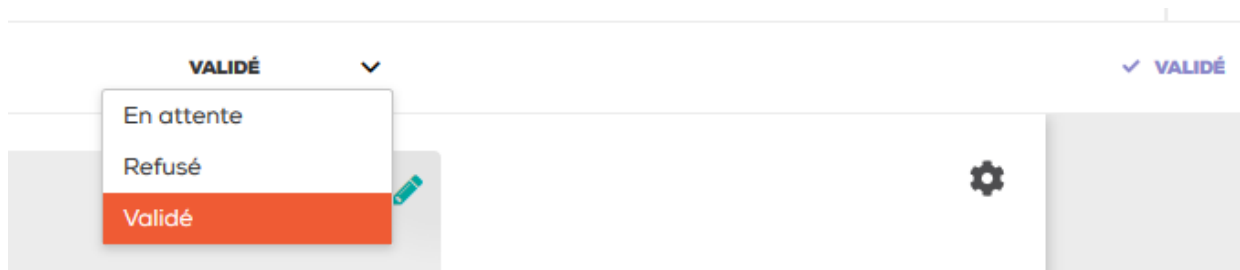 VALIDÉ
VALIDÉ
En attente
Refusé
Validé